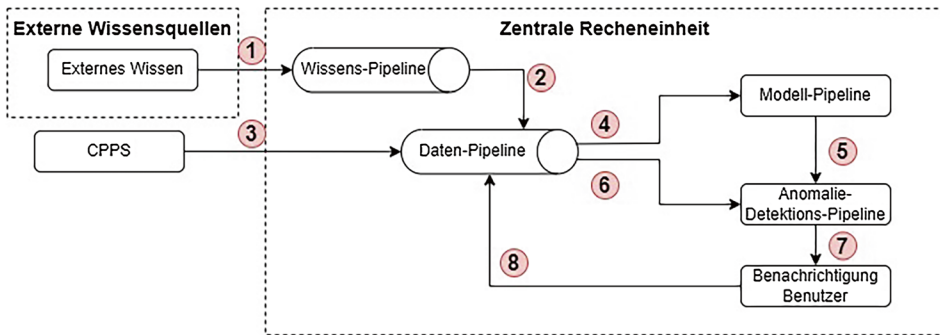 Externe Wissensquellen
Zentrale Recheneinheit
1
Externes Wissen
Wissens-Pipeline
2
Modell-Pipeline
3
4
CPPS
Daten-Pipeline
5
6
Anomalie-
Detektions-Pipeline
7
8
Benachrichtigung
Benutzer